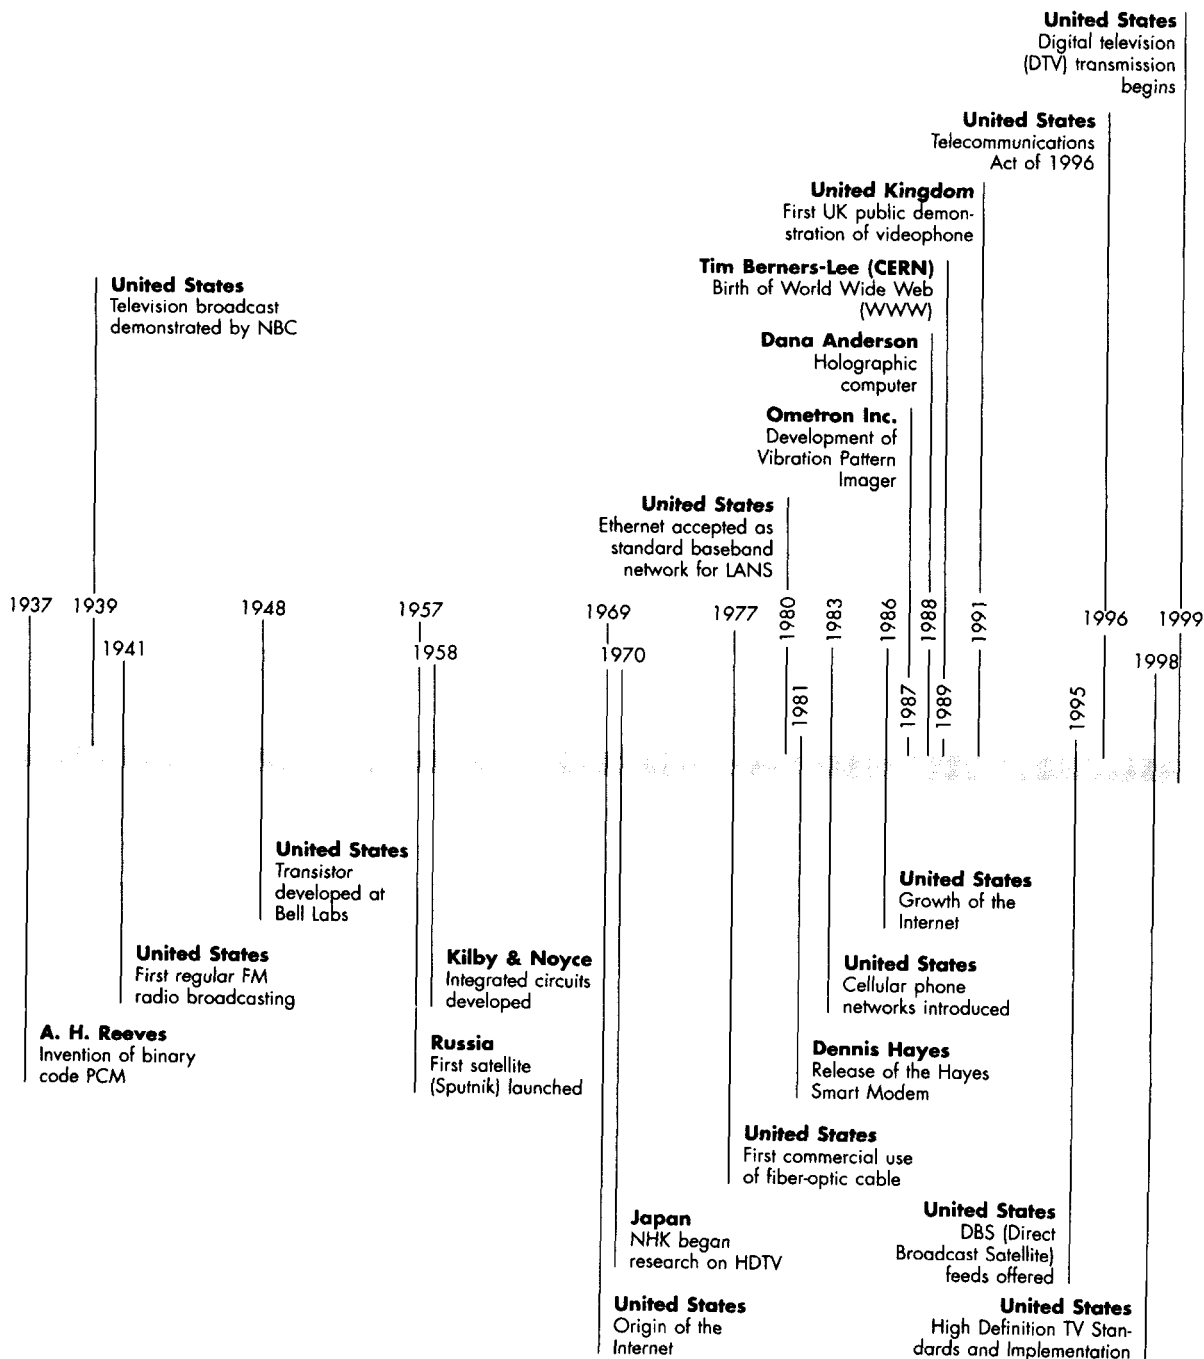 United States
Digital television
(DTV) transmission
begins
United States
Telecommunications
Act of 1996
United Kingdom
First UK public demon-
stration of videophone
Tim Berners-Lee (CERN)
Birth of World Wide Web
(WWW)
United States
Television broadcast
demonstrated by NBC
Dana Anderson
Holographic
computer
Ometron Inc.
Development of
Vibration Pattern
Imager
United States
Ethernet accepted as
standard baseband
network for LANS
1937 1939 1948 1957 1969 1977 1980 1983 1986 1988 1991 1996 1999
1941 1958 1970 1981 1987 1989 1995 1998
United States
Transistor
developed at
Bell Labs
United States
Growth of the
Internet
United States
First regular FM
radio broadcasting
Kilby & Noyce
Integrated circuits
developed
United States
Cellular phone
networks introduced
A. H. Reeves
Invention of binary
code PCM
Russia
First satellite
(Sputnik) launched
Dennis Hayes
Release of the Hayes
Smart Modem
United States
First commercial use
of fiber-optic cable
Japan
NHK began
research on HDTV
United States
DBS (Direct
Broadcast Satellite)
feeds offered
United States
Origin of the
Internet
United States
High Definition TV Stan-
dards and Implementation